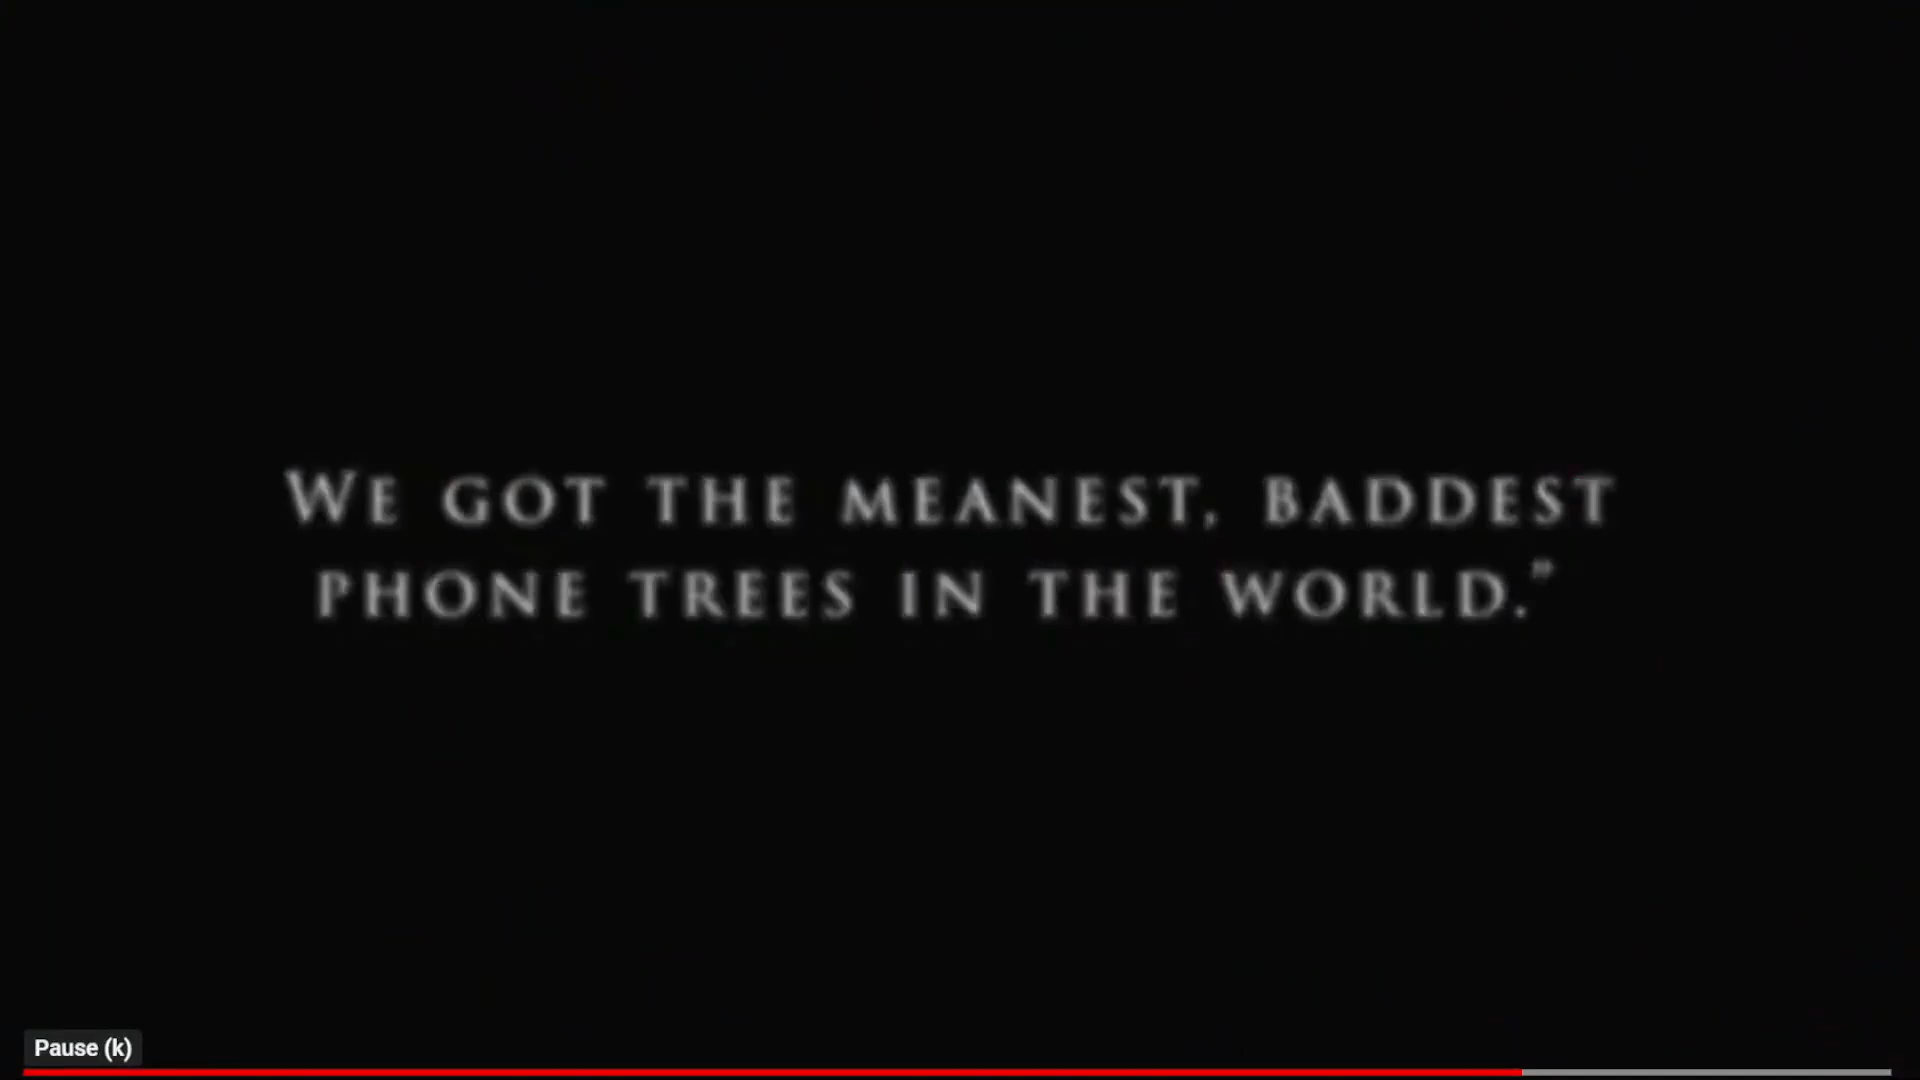 We got the meanest, baddest
phone trees in the world.”
Pause (k)